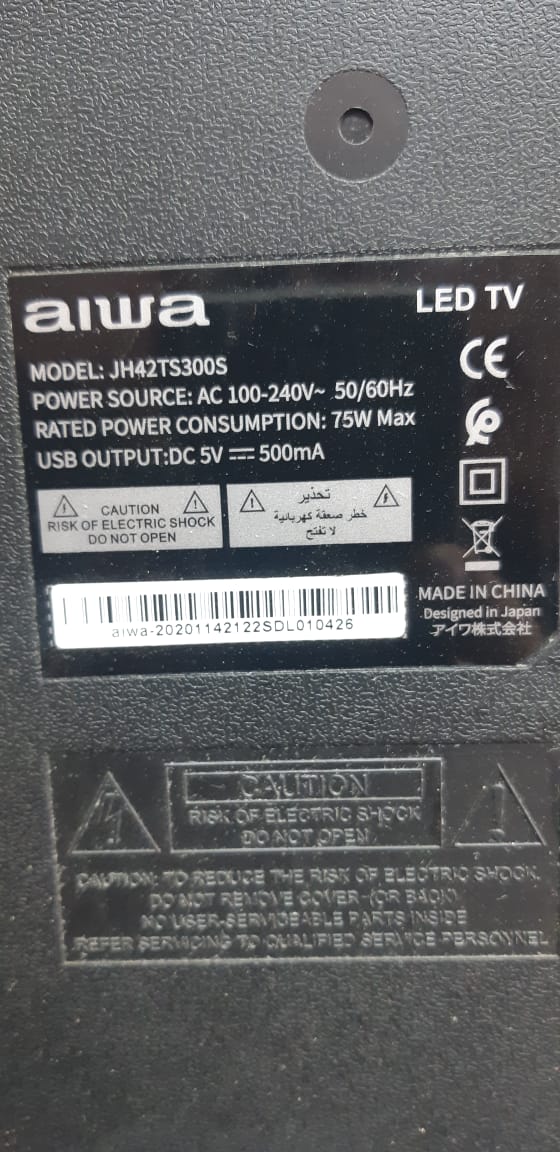 aiwa
LED TV
MODEL: JH42TS300S
POWER SOURCE: AC 100-240V~ 50/60Hz
RATED POWER CONSUMPTION: 75W Max
USB OUTPUT:DC 5V ⎓ 500mA
CE
CAUTION
RISK OF ELECTRIC SHOCK
DO NOT OPEN
تحذير
خطر صعقة كهربائية
لا تفتح
aiwa-20201142122SDL010426
MADE IN CHINA
Designed in Japan
アイワ株式会社
CAUTION
RISK OF ELECTRIC SHOCK
DO NOT OPEN
CAUTION: TO REDUCE THE RISK OF ELECTRIC SHOCK,
DO NOT REMOVE COVER (OR BACK)
NO USER-SERVICEABLE PARTS INSIDE
REFER SERVICING TO QUALIFIED SERVICE PERSONNEL